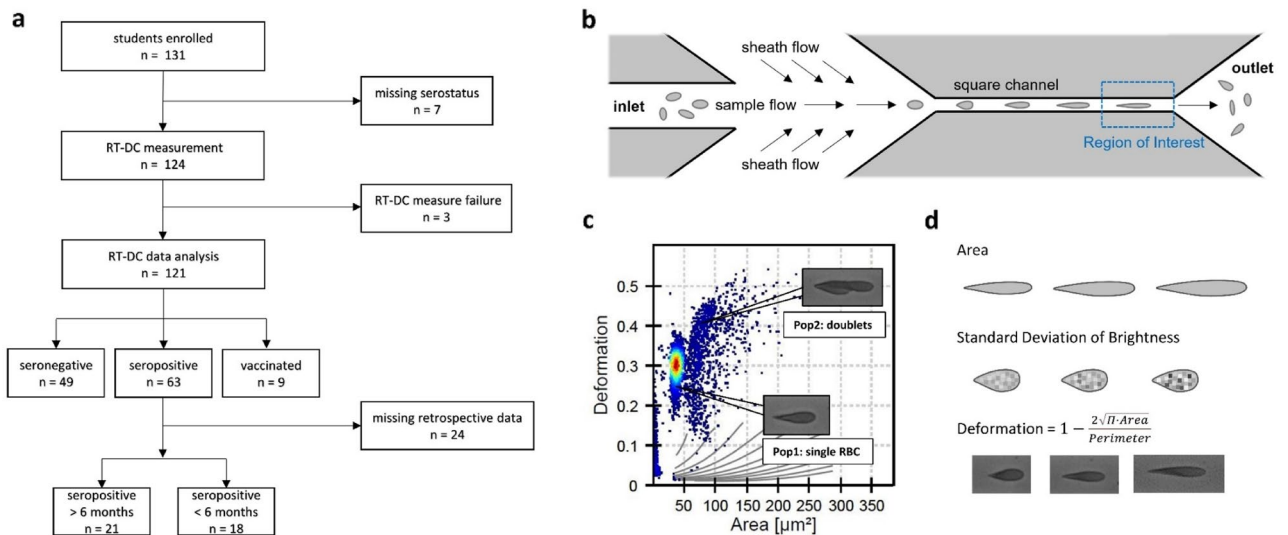 a
students enrolled
n = 131
missing serostatus
n = 7
RT-DC measurement
n = 124
RT-DC measure failure
n = 3
RT-DC data analysis
n = 121
seronegative
n = 49
seropositive
n = 63
vaccinated
n = 9
missing retrospective data
n = 24
seropositive
> 6 months
n = 21
seropositive
< 6 months
n = 18
b
sheath flow
inlet
sample flow
sheath flow
square channel
outlet
Region of Interest
c
Deformation
0.5
0.4
0.3
0.2
0.1
0
Pop2: doublets
Pop1: single RBC
50 100 150 200 250 300 350
Area [µm²]
d
Area
Standard Deviation of Brightness
Deformation = 1 − 2√Π·Area / Perimeter